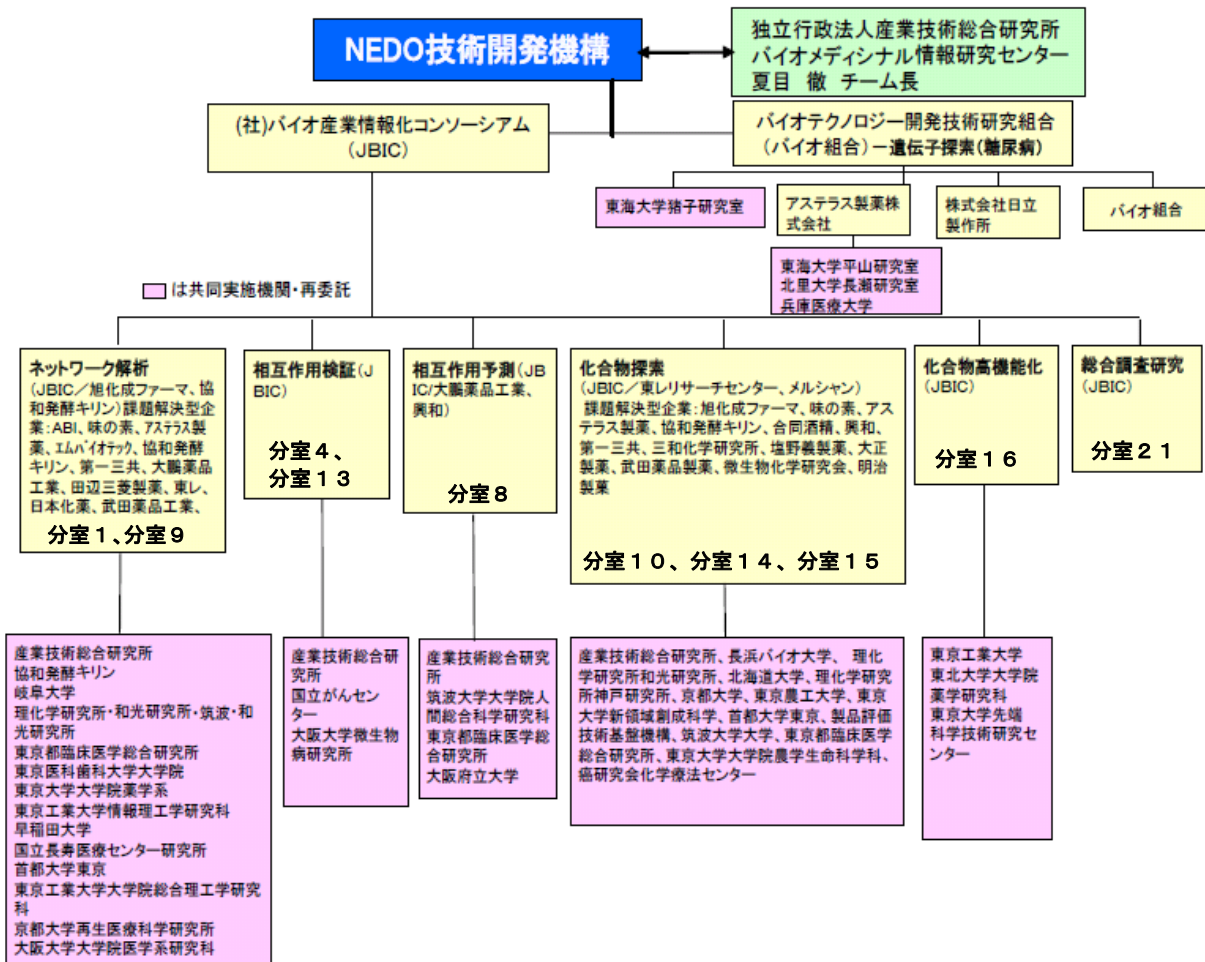 NEDO技術開発機構
独立行政法人産業技術総合研究所
バイオメディシナル情報研究センター
夏目 徹 チーム長
(社)バイオ産業情報化コンソーシアム
(JBIC)
バイオテクノロジー開発技術研究組合
(バイオ組合)－遺伝子探索(糖尿病)
東海大学猪子研究室
アステラス製薬株
式会社
株式会社日立
製作所
バイオ組合
東海大学平山研究室
北里大学長瀬研究室
兵庫医療大学
は共同実施機関・再委託
ネットワーク解析
(JBIC／旭化成ファーマ、協
和発酵キリン)課題解決型企
業:ABI、味の素、アステラス製
薬、エムバイオテック、協和発酵
キリン、第一三共、大鵬薬品
工業、田辺三菱製薬、東レ、
日本化薬、武田薬品工業、
分室１、分室９
相互作用検証(J
BIC)
分室４、
分室１３
相互作用予測(JB
IC/大鵬薬品工業、
興和)
分室８
化合物探索
(JBIC／東レリサーチセンター、メルシャン)
課題解決型企業:旭化成ファーマ、味の素、アス
テラス製薬、協和発酵キリン、合同酒精、興和、
第一三共、三和化学研究所、塩野義製薬、大正
製薬、武田薬品製薬、微生物化学研究会、明治
製菓
分室１０、分室１４、分室１５
化合物高機能化
(JBIC)
分室１６
総合調査研究
(JBIC)
分室２１
産業技術総合研究所
協和発酵キリン
岐阜大学
理化学研究所・和光研究所・筑波・和
光研究所
東京都臨床医学総合研究所
東京医科歯科大学大学院
東京大学大学院薬学系
東京工業大学情報理工学研究科
早稲田大学
国立長寿医療センター研究所
首都大学東京
東京工業大学大学院総合理工学研究
科
京都大学再生医療科学研究所
大阪大学大学院医学系研究科
産業技術総合研
究所
国立がんセン
ター
大阪大学微生物
病研究所
産業技術総合研究
所
筑波大学大学院人
間総合科学研究科
東京都臨床医学総
合研究所
大阪府立大学
産業技術総合研究所、長浜バイオ大学、 理化
学研究所和光研究所、北海道大学、理化学研究
所神戸研究所、京都大学、東京農工大学、東京
大学新領域創成科学、首都大学東京、製品評価
技術基盤機構、筑波大学大学、東京都臨床医学
総合研究所、東京大学大学院農学生命科学科、
癌研究会化学療法センター
東京工業大学
東北大学大学院
薬学研究科
東京大学先端
科学技術研究セ
ンター